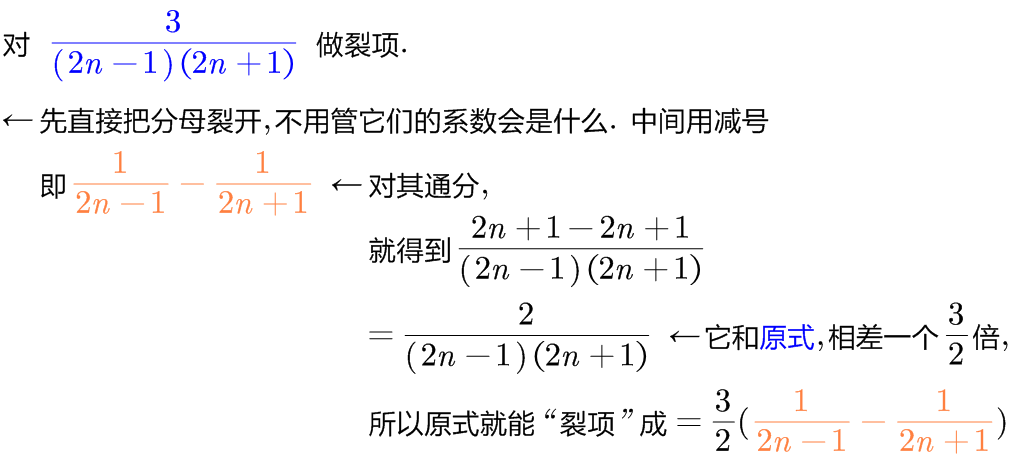 对 $\frac{3}{(2n-1)(2n+1)}$ 做裂项.
←先直接把分母裂开,不用管它们的系数会是什么. 中间用减号
即 $\frac{1}{2n-1}-\frac{1}{2n+1}$ ←对其通分,
就得到 $\frac{2n+1-2n+1}{(2n-1)(2n+1)}$
$=\frac{2}{(2n-1)(2n+1)}$ ←它和原式,相差一个 $\frac{3}{2}$ 倍,
所以原式就能“裂项”成 $=\frac{3}{2}(\frac{1}{2n-1}-\frac{1}{2n+1})$